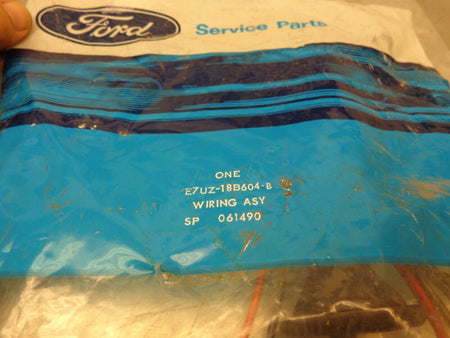 Ford
Service Parts
ONE
E7UZ-18B604-B
WIRING ASY
SP 061490